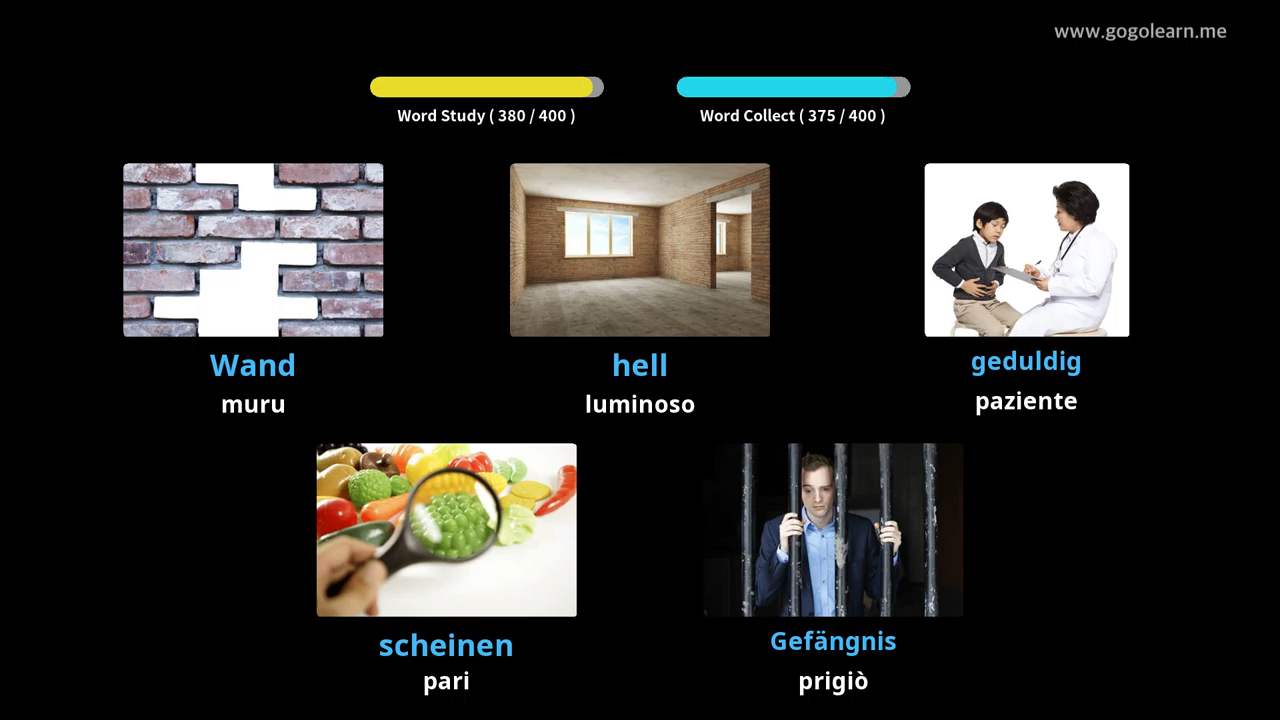 www.gogolearn.me
Word Study ( 380 / 400 )
Word Collect ( 375 / 400 )
Wand
muru
hell
luminoso
geduldig
paziente
scheinen
pari
Gefängnis
prigiò